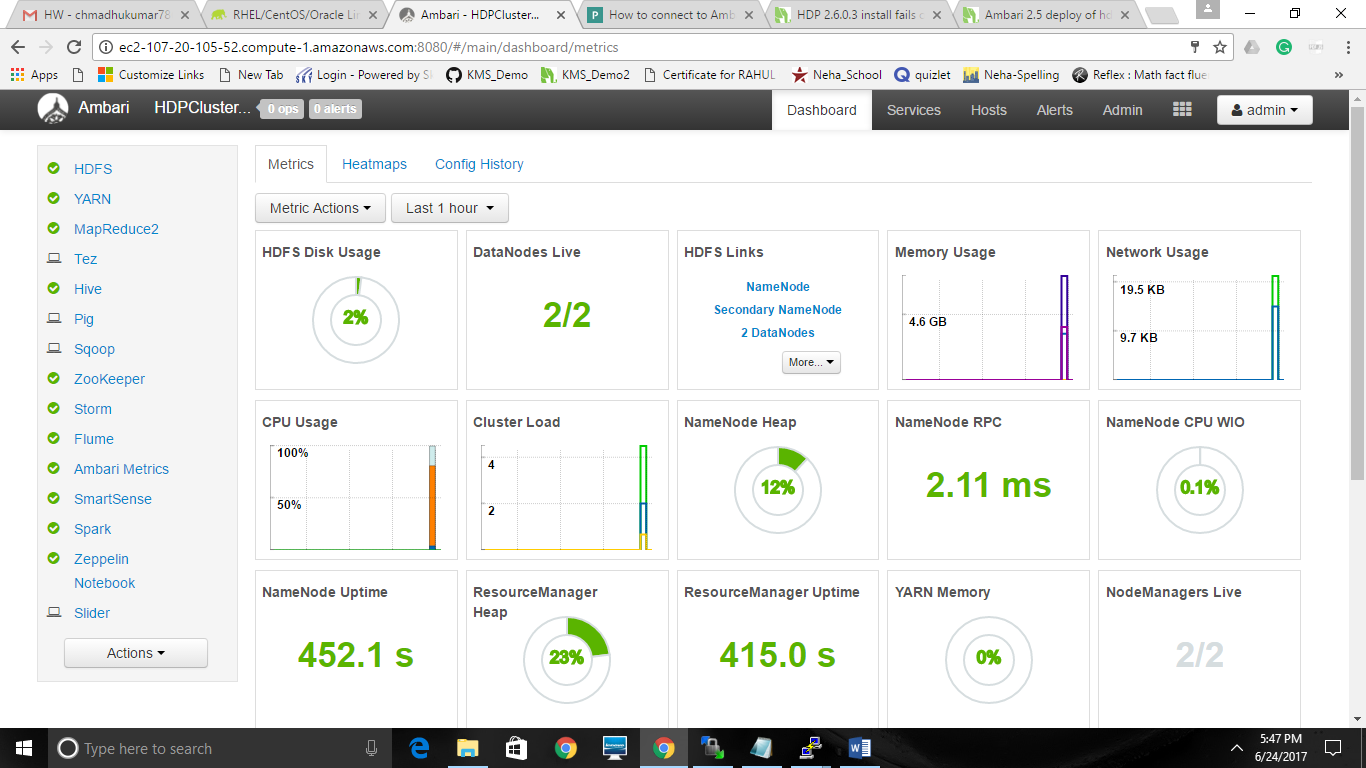 HW - chmadhukumar78
RHEL/CentOS/Oracle Lin
Ambari - HDPCluster...
How to connect to Amb
HDP 2.6.0.3 install fails
Ambari 2.5 deploy of hd
ec2-107-20-105-52.compute-1.amazonaws.com:8080/#/main/dashboard/metrics
Apps
Customize Links
New Tab
Login - Powered by
KMS_Demo
KMS_Demo2
Certificate for RAHUL
Neha_School
quizlet
Neha-Spelling
Reflex : Math fact flue
Ambari
HDPCluster...
0 ops
0 alerts
Dashboard
Services
Hosts
Alerts
Admin
admin
HDFS
YARN
MapReduce2
Tez
Hive
Pig
Sqoop
ZooKeeper
Storm
Flume
Ambari Metrics
SmartSense
Spark
Zeppelin
Notebook
Slider
Actions
Metrics
Heatmaps
Config History
Metric Actions
Last 1 hour
HDFS Disk Usage
2%
DataNodes Live
2/2
HDFS Links
NameNode
Secondary NameNode
2 DataNodes
More...
Memory Usage
4.6 GB
Network Usage
19.5 KB
9.7 KB
CPU Usage
100%
50%
Cluster Load
4
2
NameNode Heap
12%
NameNode RPC
2.11 ms
NameNode CPU WIO
0.1%
NameNode Uptime
452.1 s
ResourceManager
Heap
23%
ResourceManager Uptime
415.0 s
YARN Memory
0%
NodeManagers Live
2/2
Type here to search
5:47 PM
6/24/2017